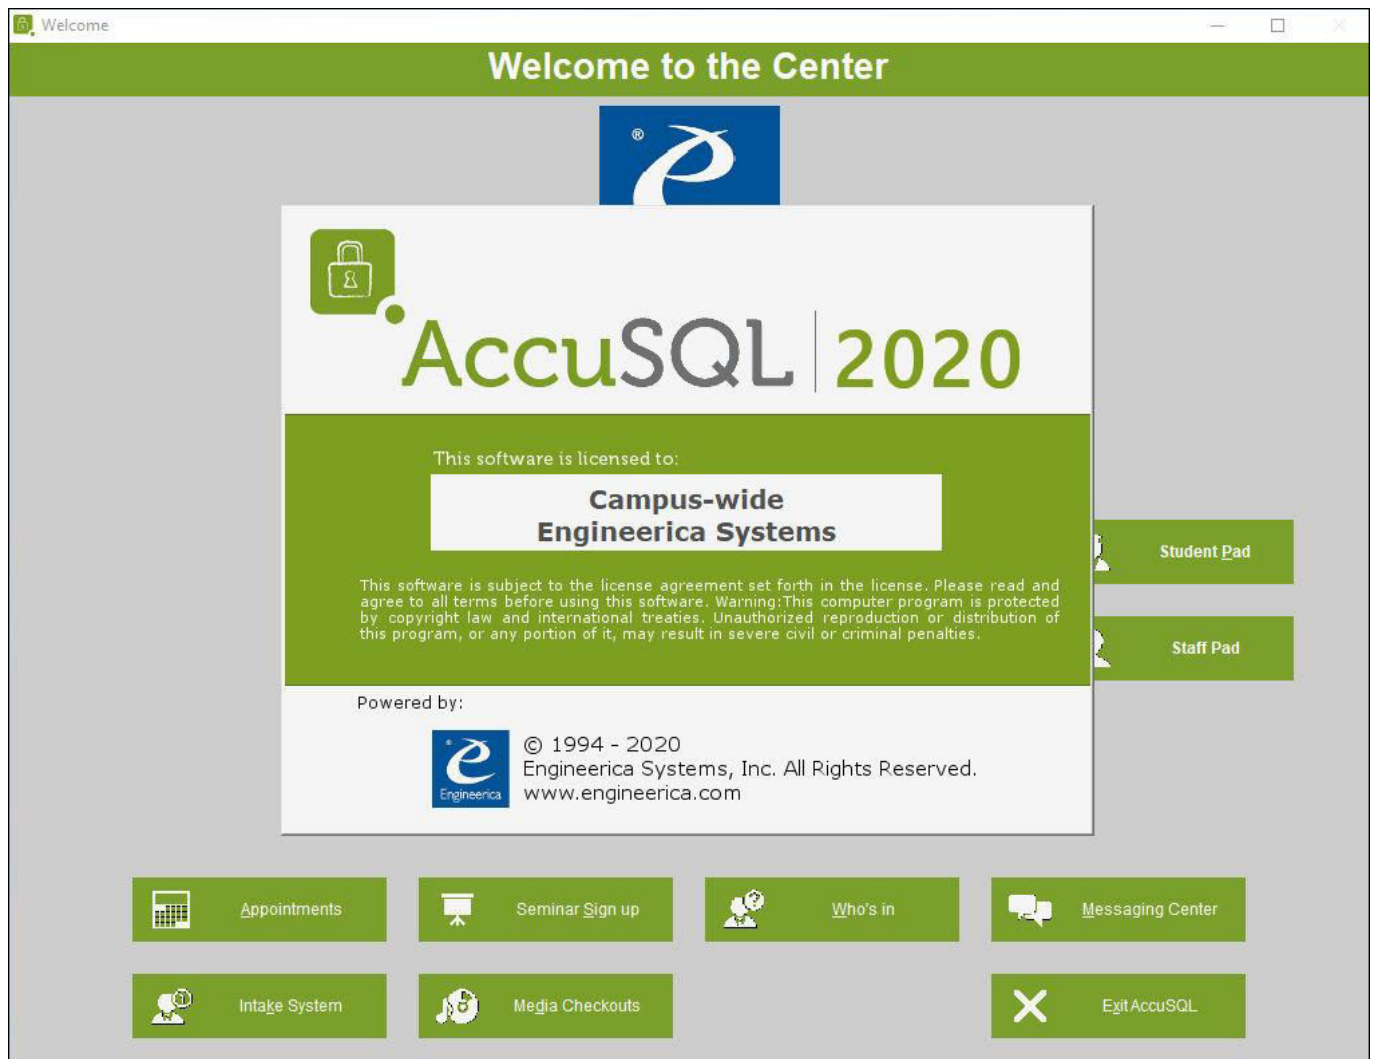 Welcome
Welcome to the Center
®
AccuSQL 2020
This software is licensed to:
Campus-wide
Engineerica Systems
This software is subject to the license agreement set forth in the license. Please read and
agree to all terms before using this software. Warning:This computer program is protected
by copyright law and international treaties. Unauthorized reproduction or distribution of
this program, or any portion of it, may result in severe civil or criminal penalties.
Student Pad
Staff Pad
Powered by:
® Engineerica
© 1994 - 2020
Engineerica Systems, Inc. All Rights Reserved.
www.engineerica.com
Appointments
Seminar Sign up
Who's in
Messaging Center
Intake System
Media Checkouts
Exit AccuSQL